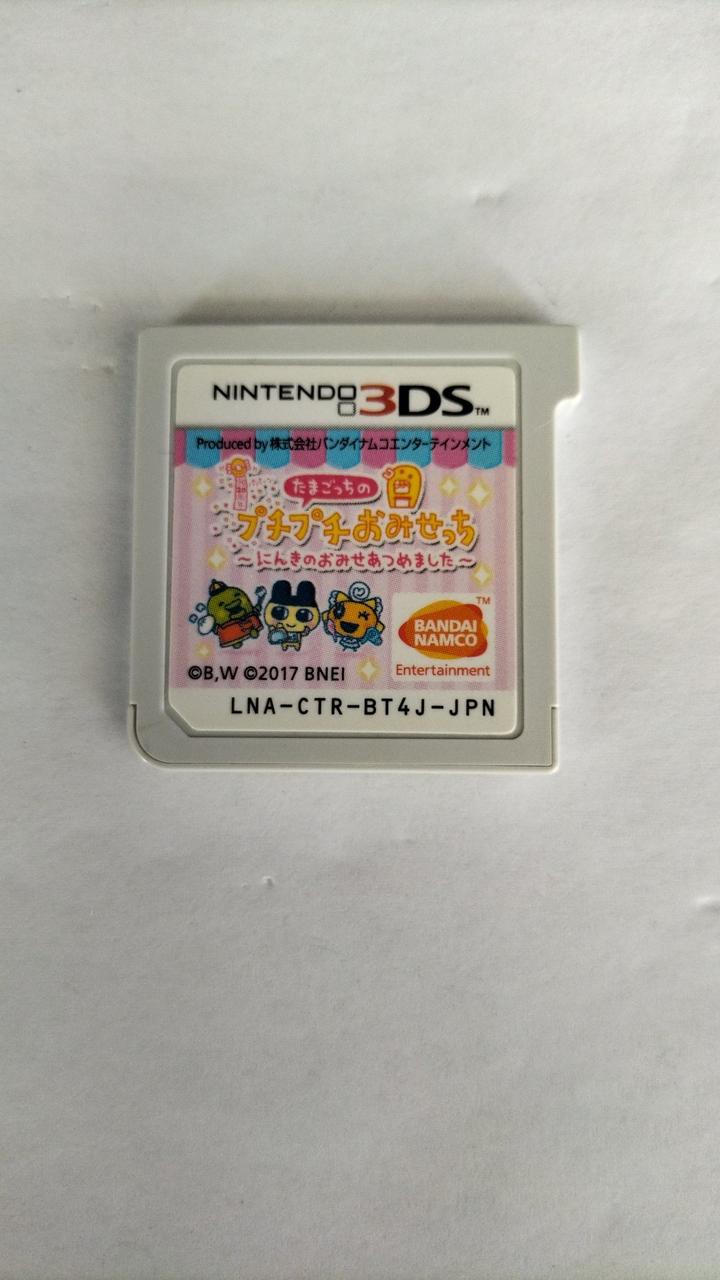 NINTENDO 3DS™
Produced by 株式会社バンダイナムコエンターテインメント
たまごっちの
プチプチおみせっち
～にんきのおみせあつめました～
BANDAI
NAMCO
™
Entertainment
©B,W ©2017 BNEI
LNA-CTR-BT4J-JPN